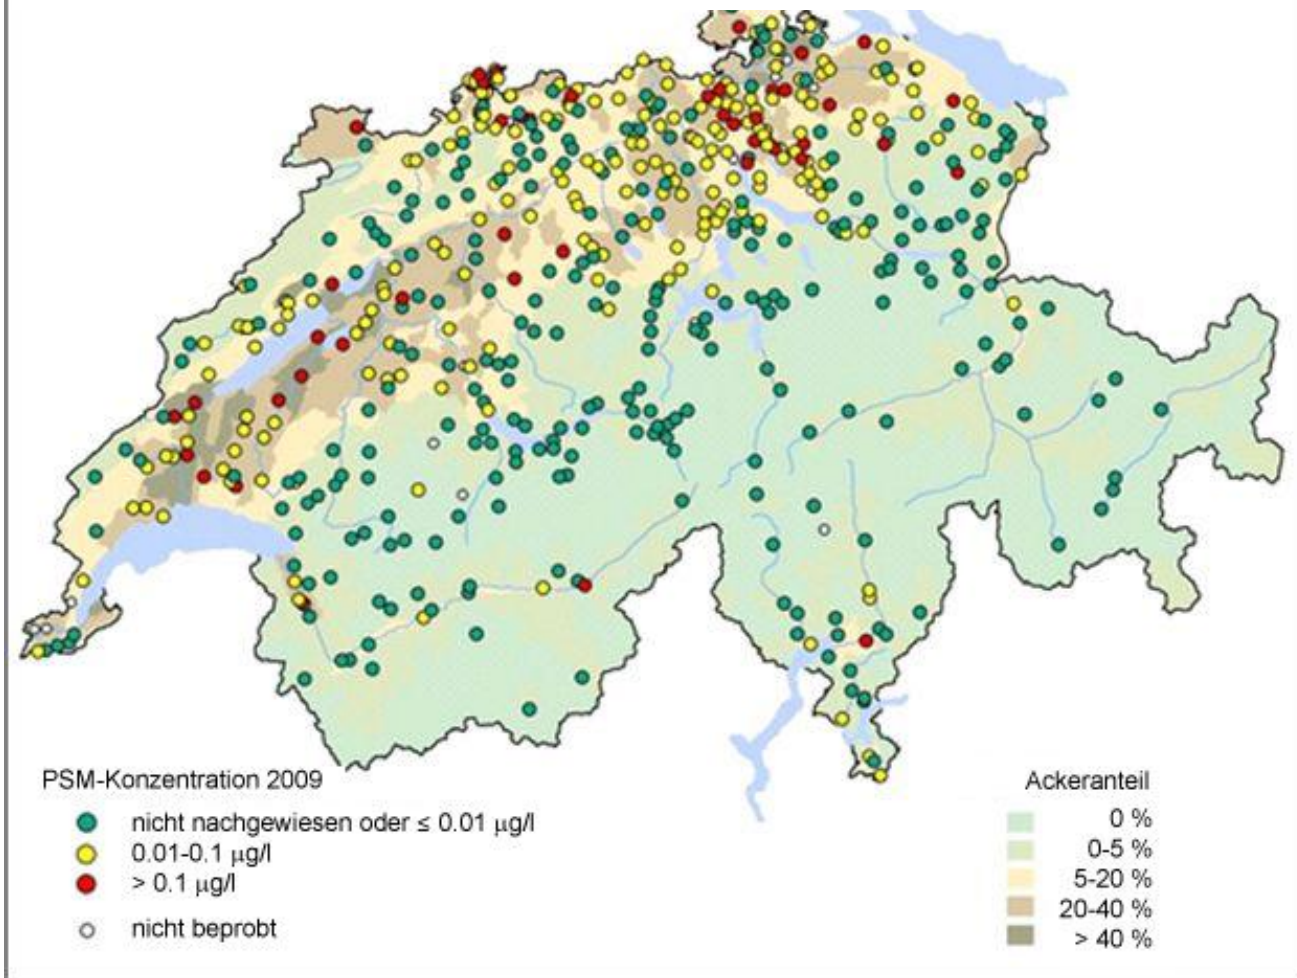 PSM-Konzentration 2009
nicht nachgewiesen oder ≤ 0.01 µg/l
0.01-0.1 µg/l
> 0.1 µg/l
nicht beprobt
Ackeranteil
0 %
0-5 %
5-20 %
20-40 %
> 40 %